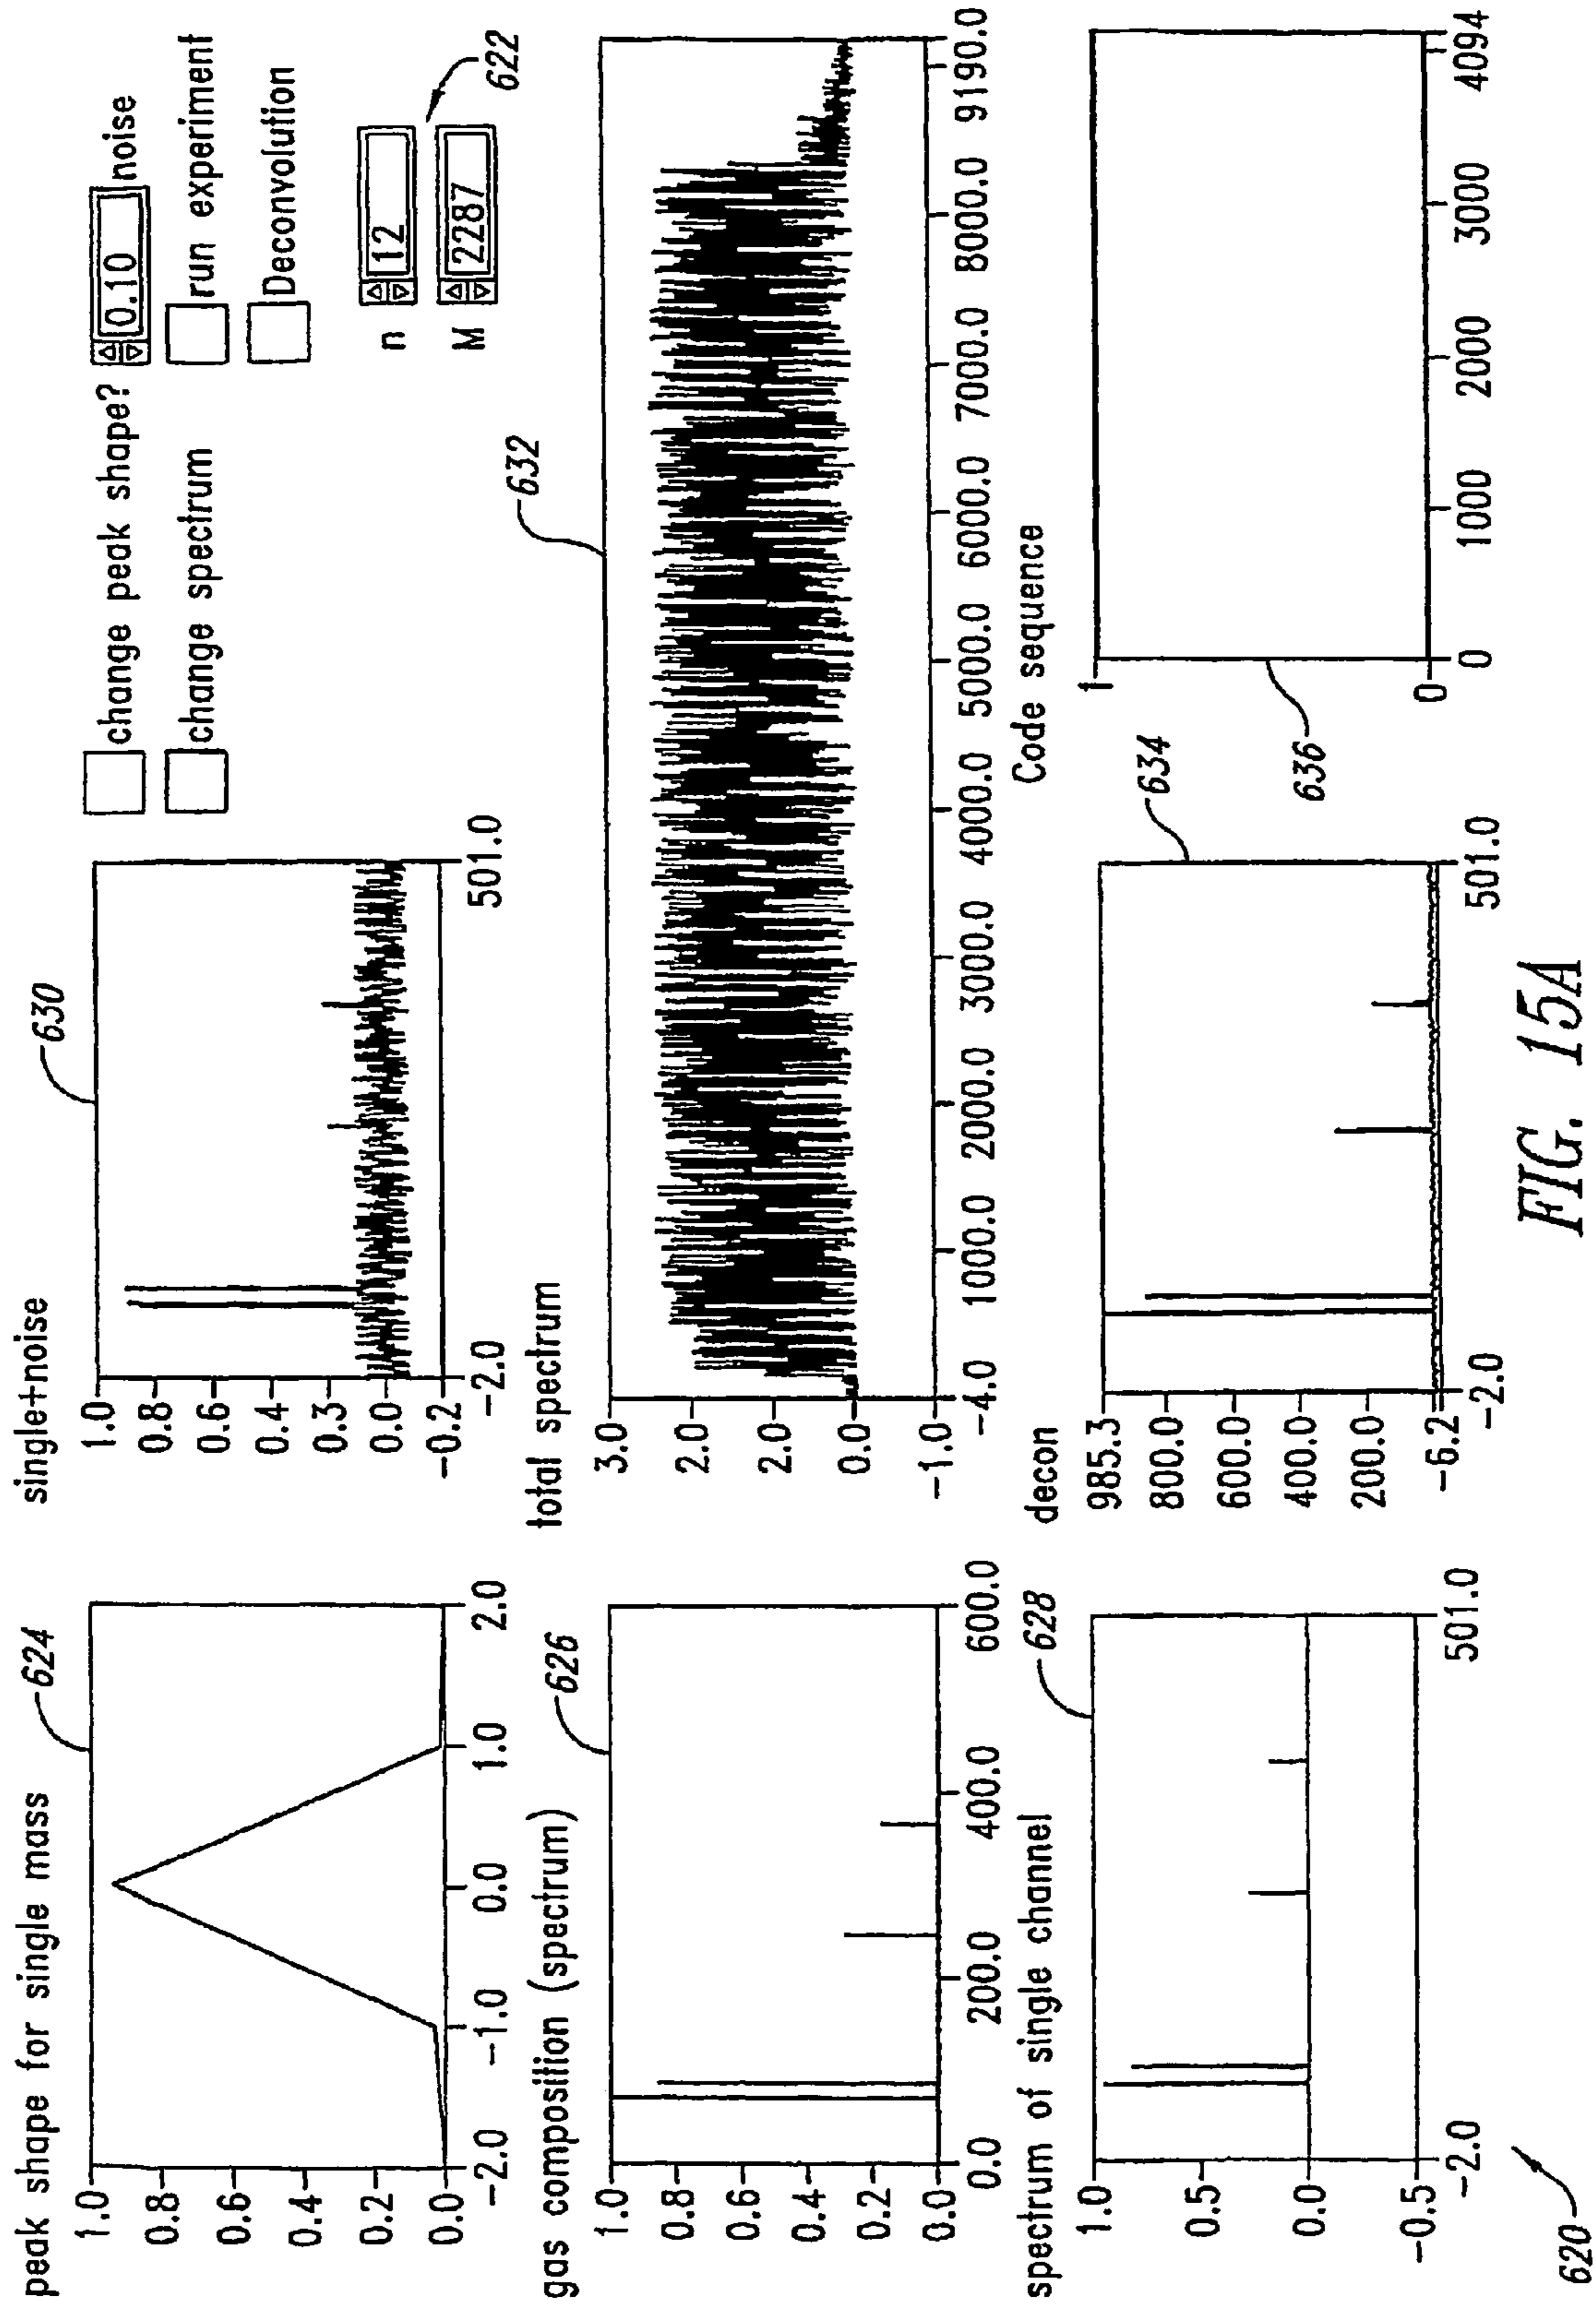 peak shape for single mass
624
1.0
0.8
0.6
0.4
0.2
0.0
-2.0 -1.0 0.0 1.0 2.0
single+noise
630
1.0
0.8
0.6
0.4
0.3
0.0
-0.2
-2.0 501.0
change peak shape?
0.10 noise
change spectrum
run experiment
Deconvolution
n 12
M 2287
622
gas composition (spectrum)
626
0.8
0.6
0.4
0.2
0.0
0.0 200.0 400.0 600.0
total spectrum
632
3.0
2.0
2.0
0.0
-1.0
-4.0 1000.0 2000.0 3000.0 4000.0 5000.0 6000.0 7000.0 8000.0 9190.0
spectrum of single channel
628
1.0
0.5
0.0
-0.5
-2.0 501.0
decon
634
985.3
800.0
600.0
400.0
200.0
-6.2
-2.0 501.0
Code sequence
1
0
0 1000 2000 3000 4094
636
620
FIG. 15A